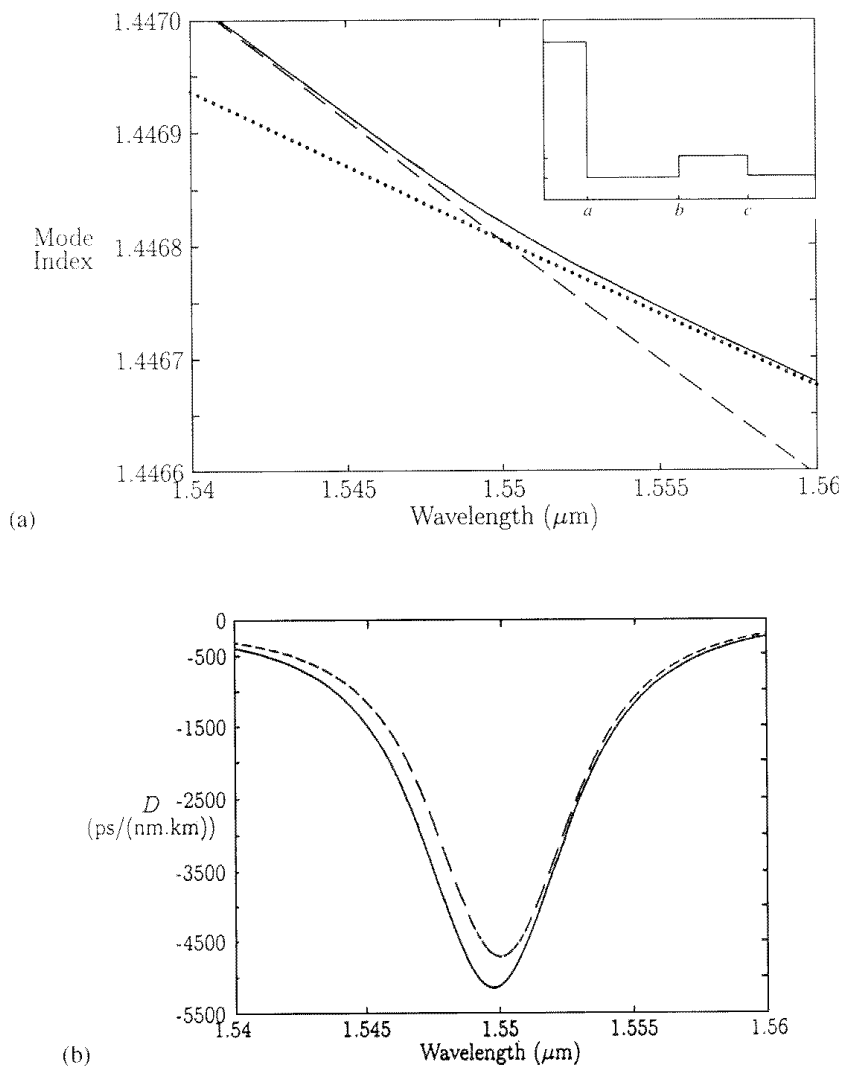 1.4470
1.4469
1.4468
1.4467
1.4466
Mode
Index
a b c
1.54 1.545 1.55 1.555 1.56
Wavelength (μm)
(a)
0
-500
-1500
-2500
-3500
-4500
-5500
D
(ps/(nm.km))
1.54 1.545 1.55 1.555 1.56
Wavelength (μm)
(b)